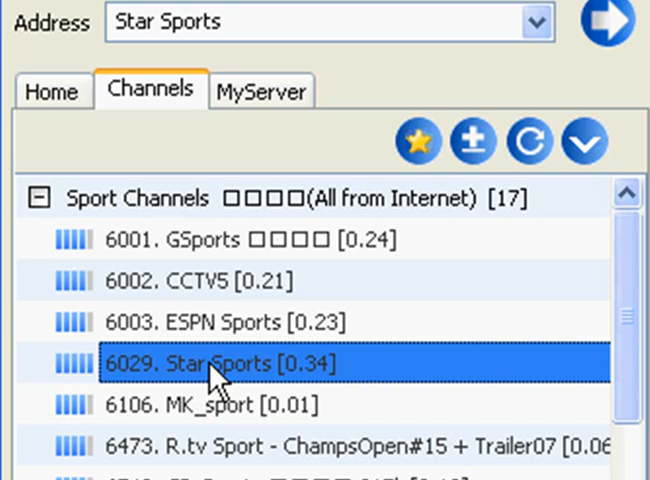 Address Star Sports
Home Channels MyServer
Sport Channels □□□□(All from Internet) [17]
6001. GSports □□□□ [0.24]
6002. CCTV5 [0.21]
6003. ESPN Sports [0.23]
6029. Star Sports [0.34]
6106. MK_sport [0.01]
6473. R.tv Sport - ChampsOpen#15 + Trailer07 [0.06